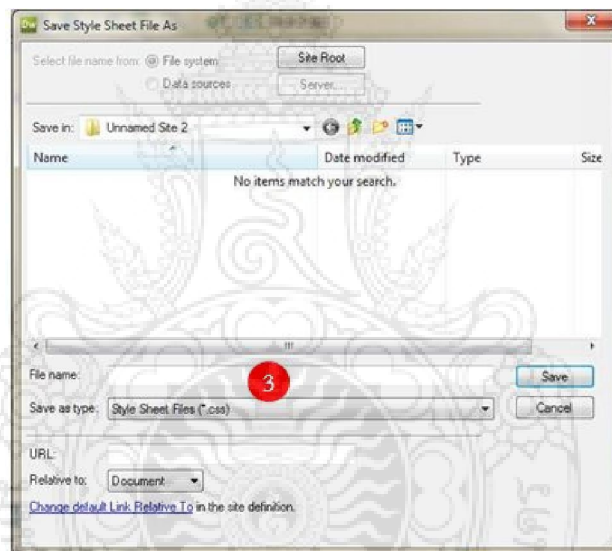 Dw Save Style Sheet File As
Select file name from: File system Site Root
Data sources Server...
Save in: Unnamed Site 2
Name Date modified Type Size
No items match your search.
3
File name: Save
Save as type: Style Sheet Files (*.css) Cancel
URL:
Relative to: Document
Change default Link Relative To in the site definition.